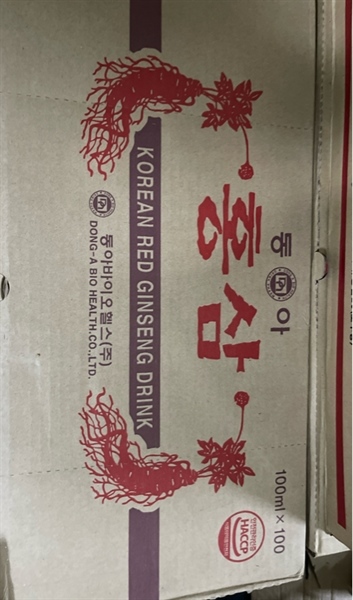 동 아
홍삼
KOREAN RED GINSENG DRINK
동아바이오헬스(주)
DONG-A BIO HEALTH.CO.,LTD.
100ml × 100
HACCP